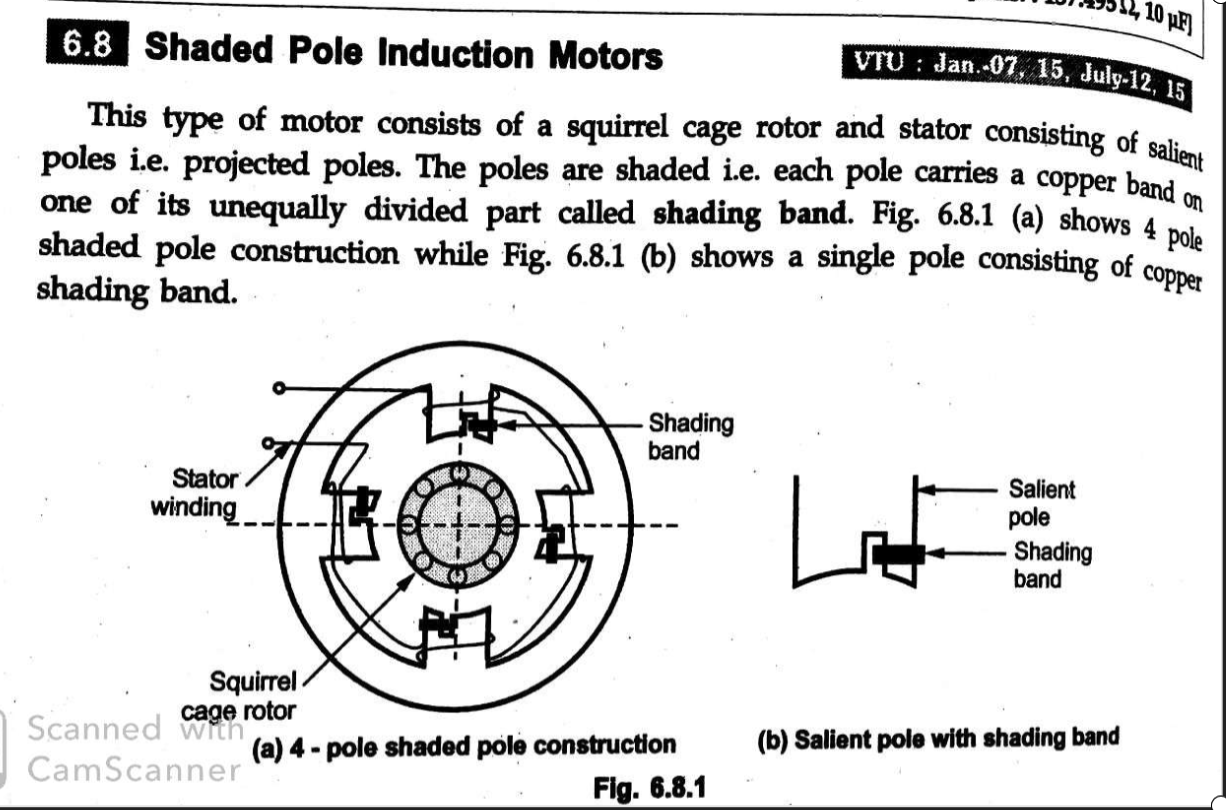 Ω, 10 μF]
6.8 Shaded Pole Induction Motors
VTU : Jan.-07, 15, July-12, 15
This type of motor consists of a squirrel cage rotor and stator consisting of salient
poles i.e. projected poles. The poles are shaded i.e. each pole carries a copper band on
one of its unequally divided part called shading band. Fig. 6.8.1 (a) shows 4 pole
shaded pole construction while Fig. 6.8.1 (b) shows a single pole consisting of copper
shading band.
Shading
band
Stator
winding
Squirrel
cage rotor
(a) 4 - pole shaded pole construction
Salient
pole
Shading
band
(b) Salient pole with shading band
Fig. 6.8.1
Scanned with
CamScanner